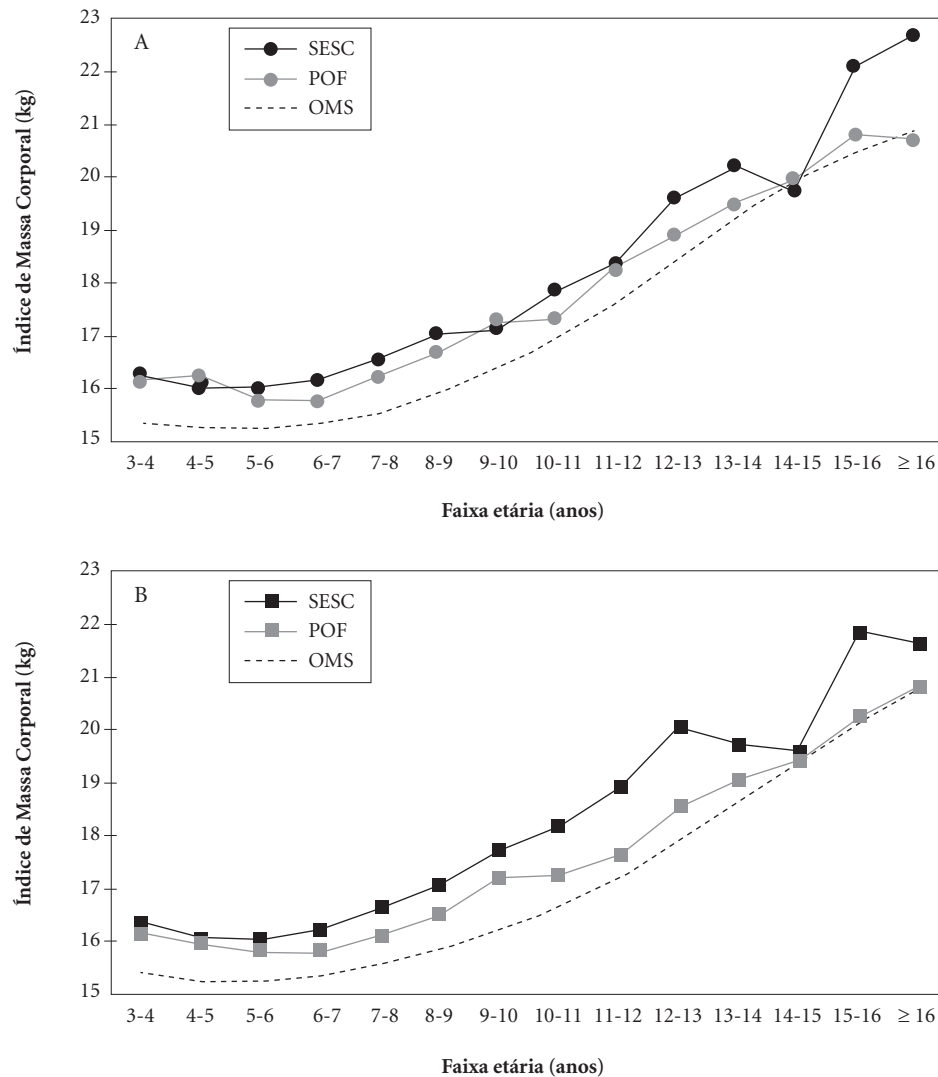 A
SESC
POF
OMS
Índice de Massa Corporal (kg)
23
22
21
20
19
18
17
16
15
3-4 4-5 5-6 6-7 7-8 8-9 9-10 10-11 11-12 12-13 13-14 14-15 15-16 ≥ 16
Faixa etária (anos)
B
SESC
POF
OMS
Índice de Massa Corporal (kg)
23
22
21
20
19
18
17
16
15
3-4 4-5 5-6 6-7 7-8 8-9 9-10 10-11 11-12 12-13 13-14 14-15 15-16 ≥ 16
Faixa etária (anos)